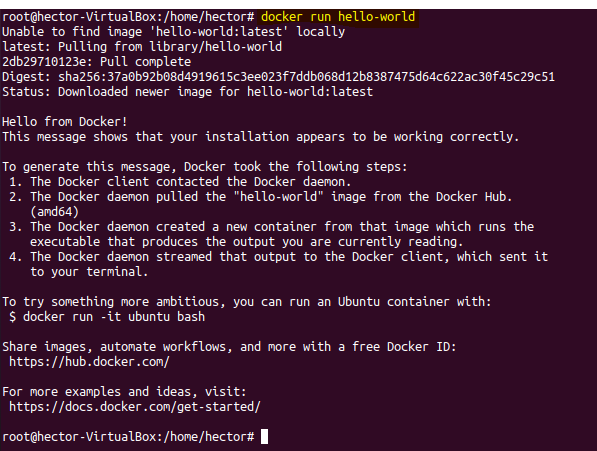 root@hector-VirtualBox:/home/hector# docker run hello-world
Unable to find image 'hello-world:latest' locally
latest: Pulling from library/hello-world
2db29710123e: Pull complete
Digest: sha256:37a0b92b08d4919615c3ee023f7ddb068d12b8387475d64c622ac30f45c29c51
Status: Downloaded newer image for hello-world:latest
Hello from Docker!
This message shows that your installation appears to be working correctly.
To generate this message, Docker took the following steps:
1. The Docker client contacted the Docker daemon.
2. The Docker daemon pulled the "hello-world" image from the Docker Hub.
(amd64)
3. The Docker daemon created a new container from that image which runs the
executable that produces the output you are currently reading.
4. The Docker daemon streamed that output to the Docker client, which sent it
to your terminal.
To try something more ambitious, you can run an Ubuntu container with:
$ docker run -it ubuntu bash
Share images, automate workflows, and more with a free Docker ID:
https://hub.docker.com/
For more examples and ideas, visit:
https://docs.docker.com/get-started/
root@hector-VirtualBox:/home/hector#